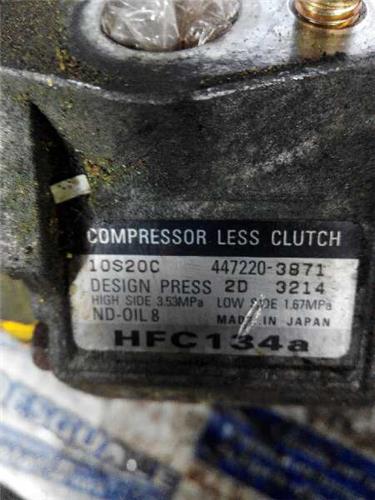 COMPRESSOR LESS CLUTCH
10S20C 447220-3871
DESIGN PRESS 2D 3214
HIGH SIDE 3.53MPa LOW SIDE 1.67MPa
ND-OIL 8 MADE IN JAPAN
HFC134a